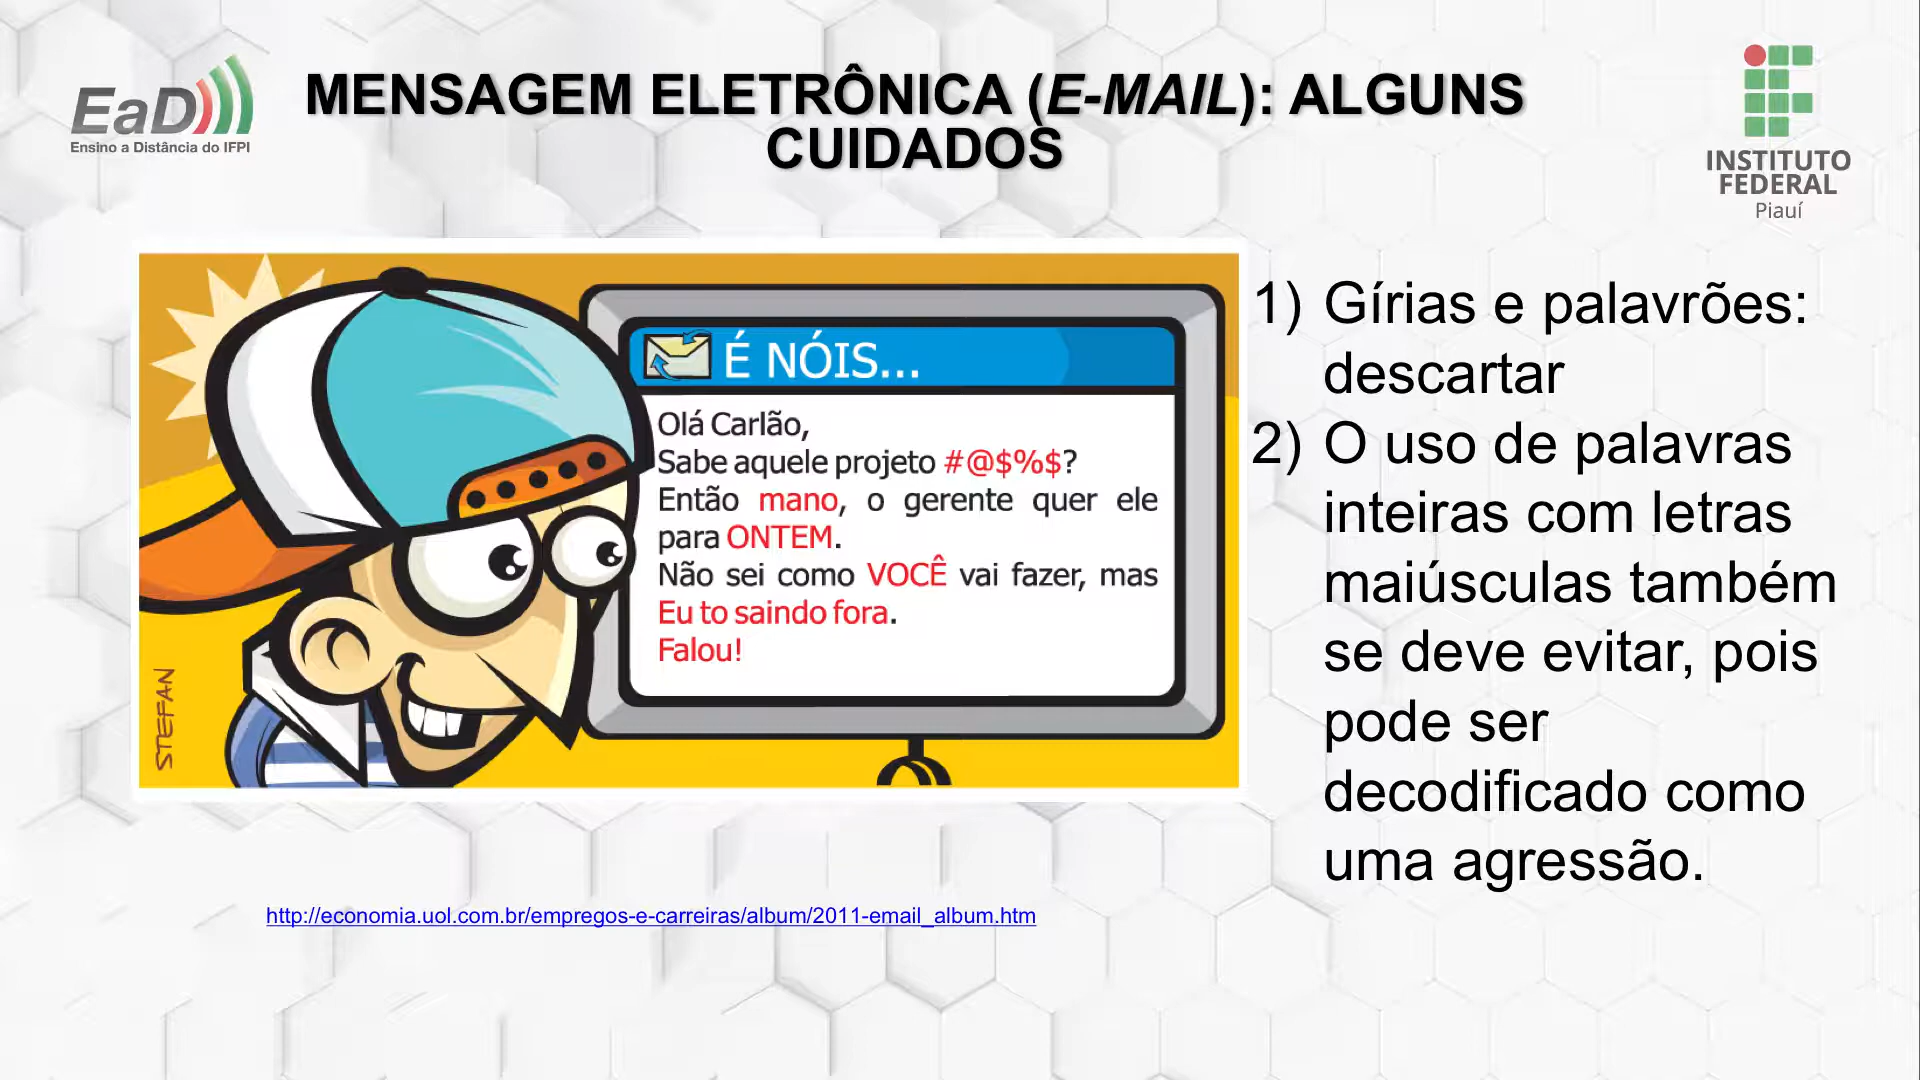 EaD
Ensino a Distância do IFPI
MENSAGEM ELETRÔNICA (E-MAIL): ALGUNS
CUIDADOS
INSTITUTO
FEDERAL
Piauí
É NÓIS...
Olá Carlão,
Sabe aquele projeto #@$%$?
Então mano, o gerente quer ele
para ONTEM.
Não sei como VOCÊ vai fazer, mas
Eu to saindo fora.
Falou!
STEFAN
1) Gírias e palavrões:
descartar
2) O uso de palavras
inteiras com letras
maiúsculas também
se deve evitar, pois
pode ser
decodificado como
uma agressão.
http://economia.uol.com.br/empregos-e-carreiras/album/2011-email_album.htm